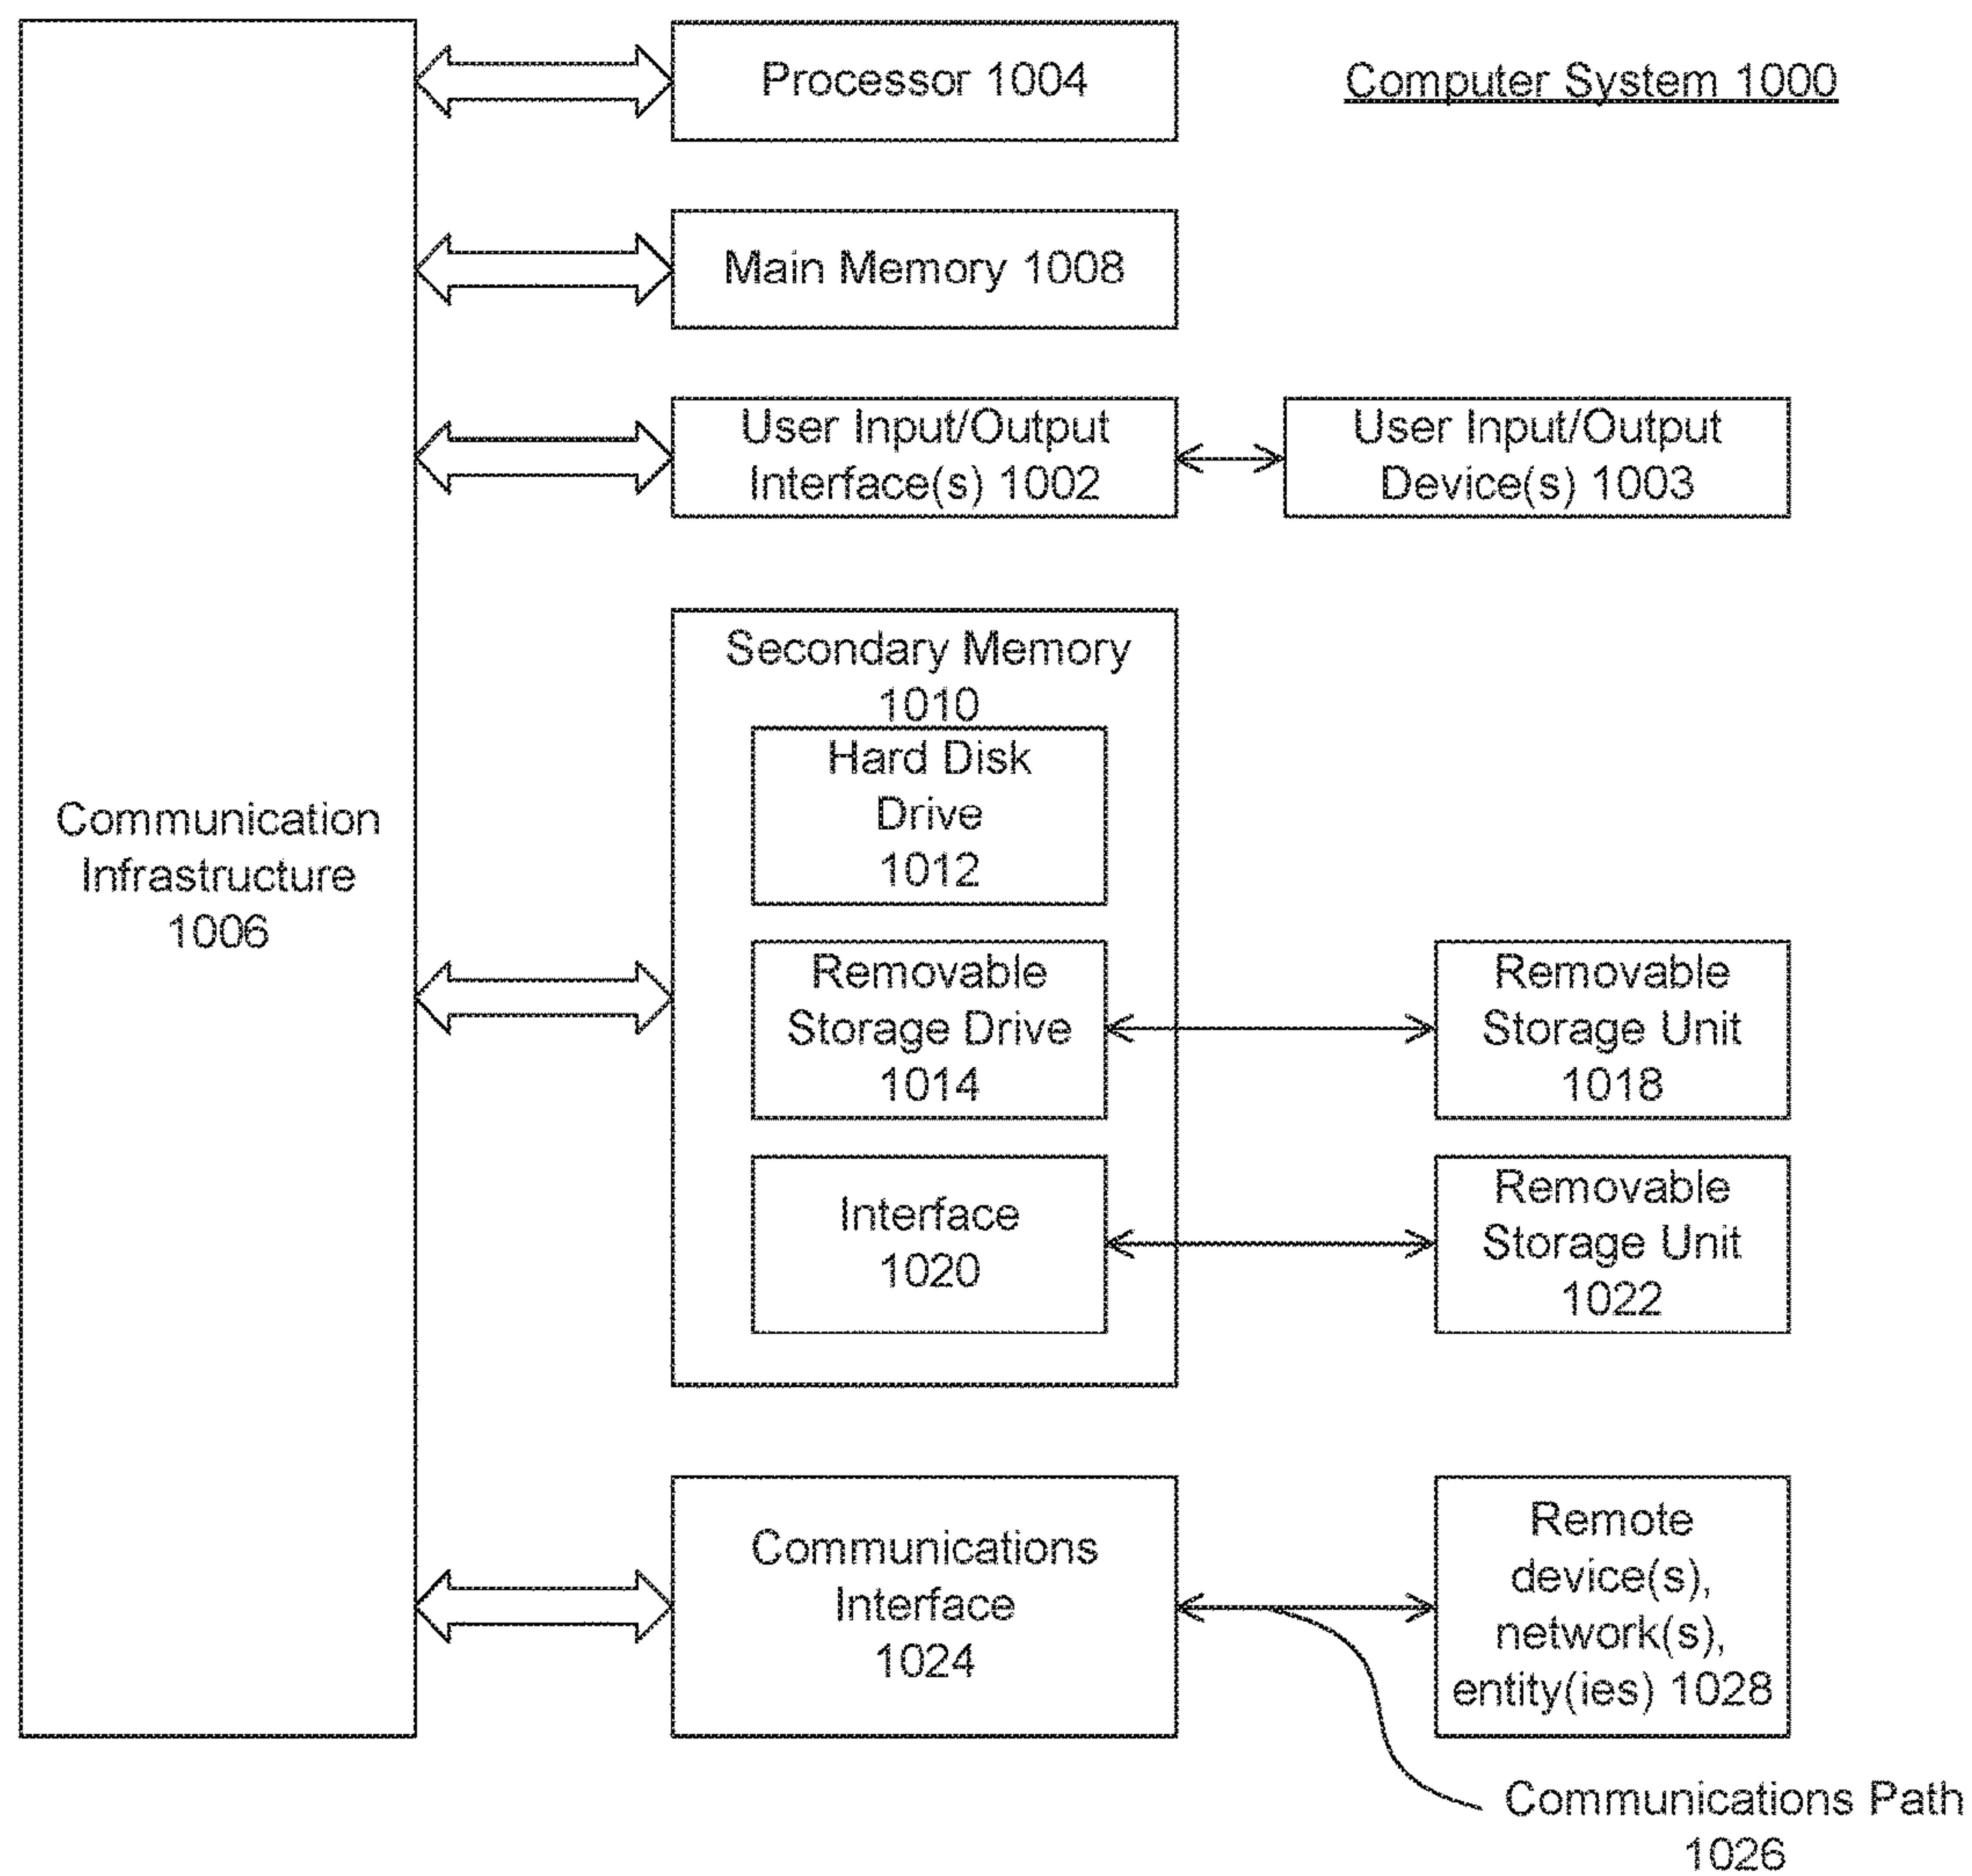 Processor 1004
Computer System 1000
Main Memory 1008
User Input/Output
Interface(s) 1002
User Input/Output
Device(s) 1003
Secondary Memory
1010
Hard Disk
Drive
1012
Communication
Infrastructure
1006
Removable
Storage Drive
1014
Removable
Storage Unit
1018
Interface
1020
Removable
Storage Unit
1022
Communications
Interface
1024
Remote
device(s),
network(s),
entity(ies) 1028
Communications Path
1026